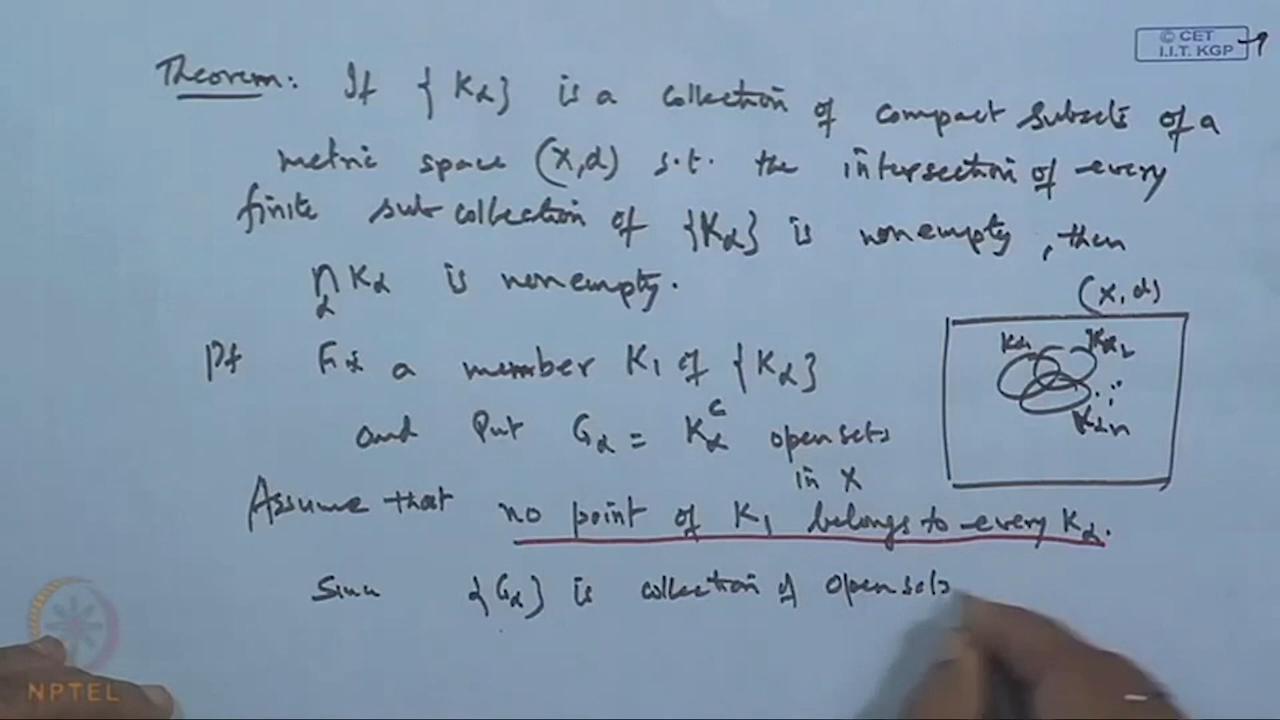 © CET
I.I.T. KGP
Theorem: If {Kα} is a collection of compact subsets of a
metric space (X,d) s.t. the intersection of every
finite sub collection of {Kα} is nonempty, then
∩α Kα is nonempty.
(X,d)
Pf Fix a member K1 of {Kα}
Kα1 Kα2
and Put Gα = Kα^c open sets
Kαn
in X
Assume that no point of K1 belongs to every Kα.
Since {Gα} is collection of open sets
NPTEL